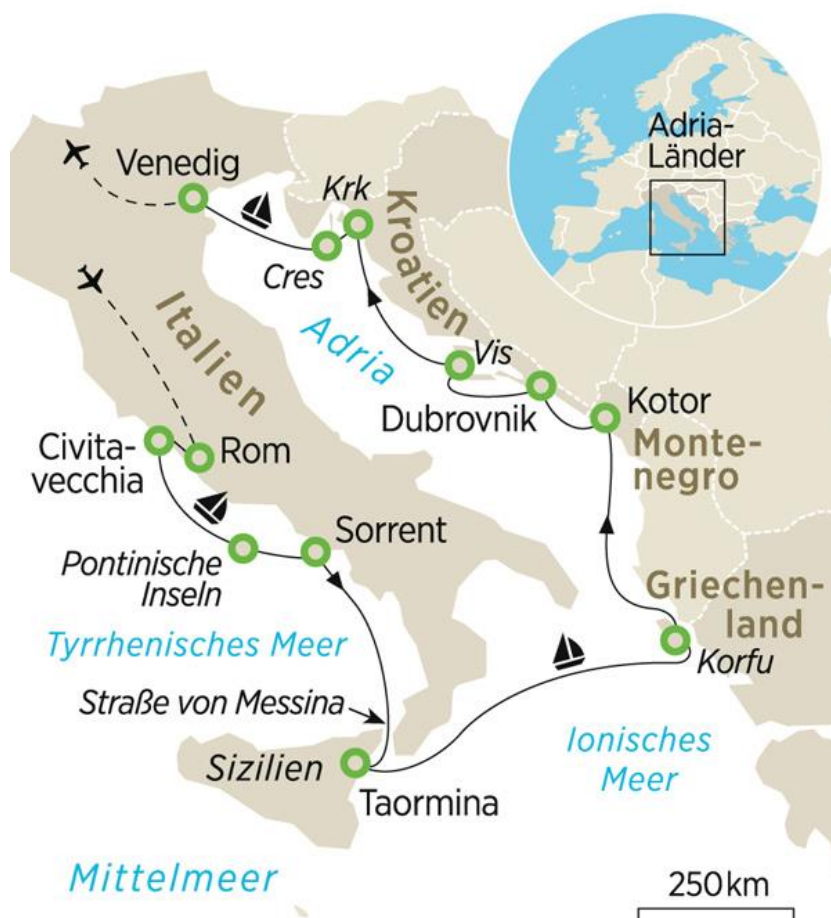 Adria-
Länder
Venedig
Krk
Cres
Kroatien
Italien
Adria
Vis
Dubrovnik
Kotor
Monte-
negro
Civita-
vecchia
Rom
Sorrent
Pontinische
Inseln
Griechen-
land
Korfu
Tyrrhenisches Meer
Straße von Messina
Ionisches
Meer
Sizilien
Taormina
Mittelmeer
250 km